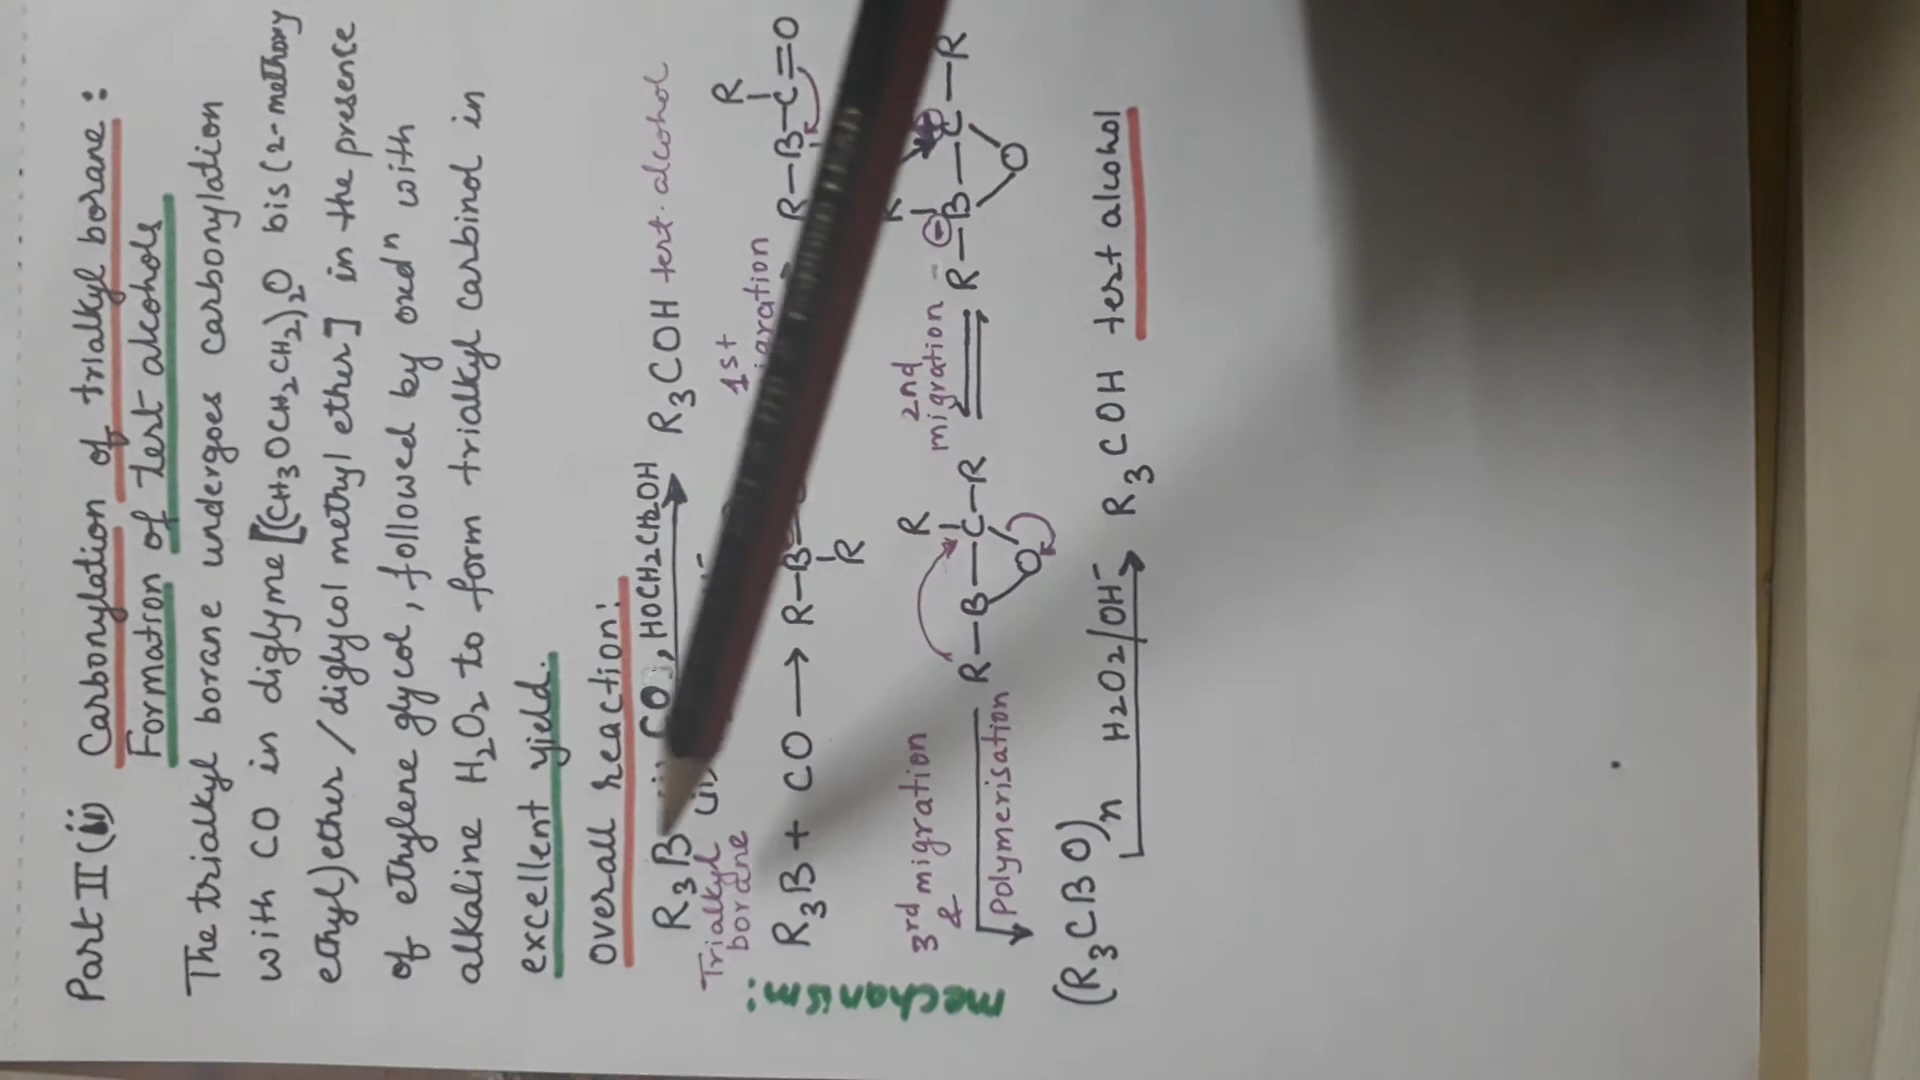 Part II (ii) Carbonylation of trialkyl borane:
Formation of tert alcohols
The trialkyl borane undergoes carbonylation
with CO in diglyme [(CH3OCH2CH2)2O bis (2-methoxy
ethyl) ether / diglycol methyl ether] in the presence
of ethylene glycol, followed by oxdn with
alkaline H2O2 to form trialkyl carbinol in
excellent yield.
overall reaction:
R3B CO, HOCH2CH2OH R3COH tert. alcohol
Trialkyl borane
mechanism:
1st
R3B + CO → R—B R R—B—C=O R
3rd migration & Polymerisation R—B—C—R R O 2nd migration R—B—C—R O
(R3CBO)n H2O2/OH⁻ R3COH tert alcohol